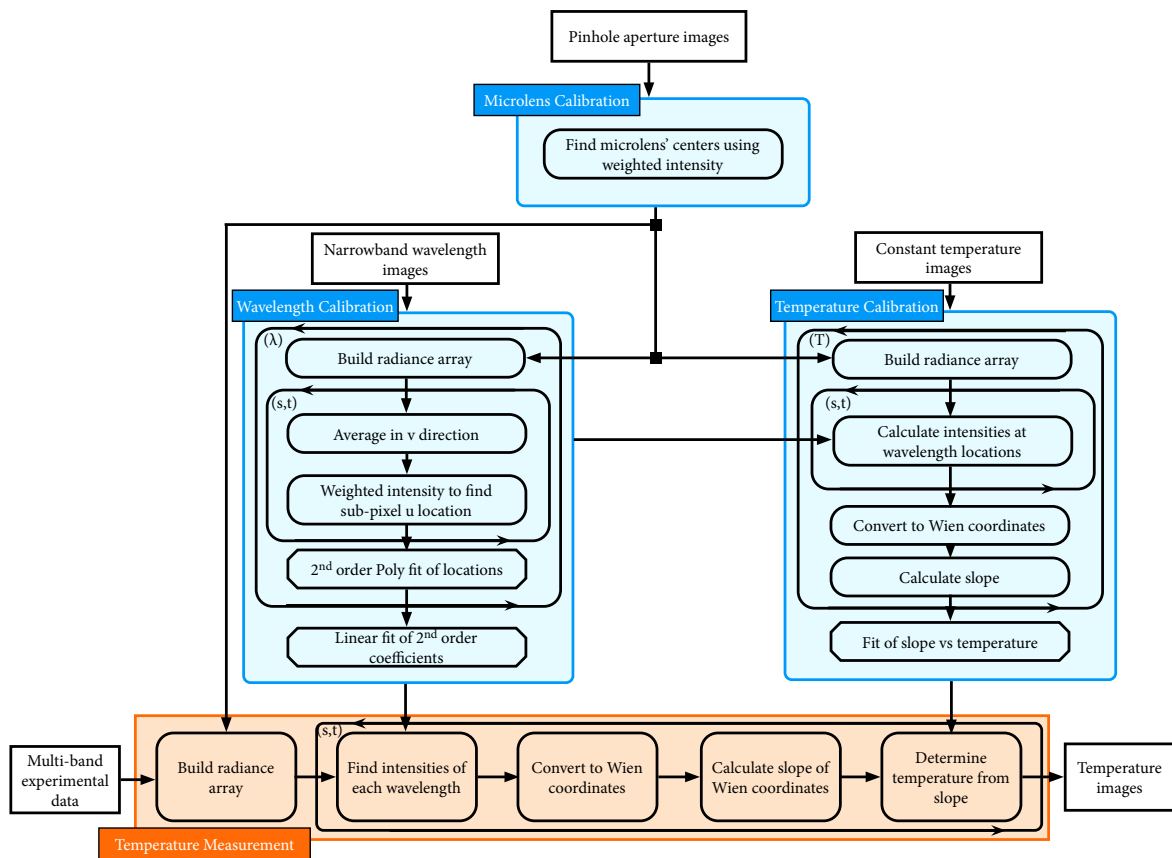 Pinhole aperture images
Microlens Calibration
Find microlens' centers using
weighted intensity
Narrowband wavelength
images
Constant temperature
images
Wavelength Calibration
(λ)
Build radiance array
(s,t)
Average in v direction
Weighted intensity to find
sub-pixel u location
2nd order Poly fit of locations
Linear fit of 2nd order
coefficients
Temperature Calibration
(T)
Build radiance array
(s,t)
Calculate intensities at
wavelength locations
Convert to Wien coordinates
Calculate slope
Fit of slope vs temperature
Multi-band
experimental
data
Build radiance
array
(s,t)
Find intensities of
each wavelength
Convert to Wien
coordinates
Calculate slope of
Wien coordinates
Determine
temperature from
slope
Temperature
images
Temperature Measurement